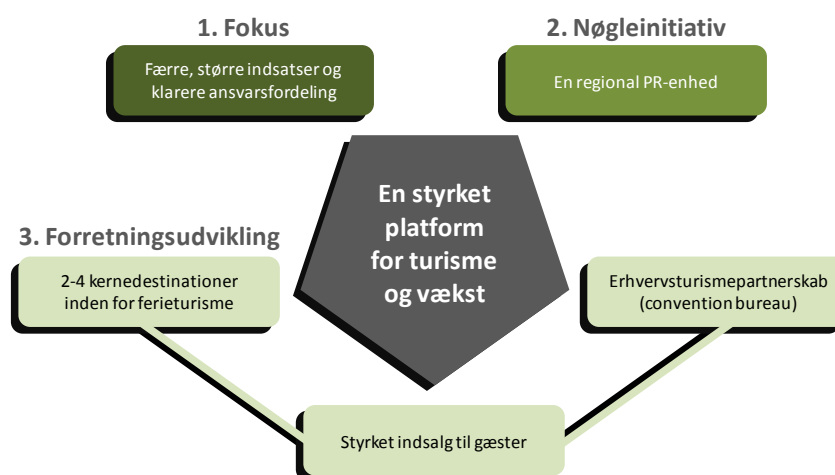 1. Fokus
Færre, større indsatser og
klarere ansvarsfordeling
2. Nøgleinitiativ
En regional PR-enhed
En styrket
platform
for turisme
og vækst
3. Forretningsudvikling
2-4 kernedestinationer
inden for ferieturisme
Erhvervsturismepartnerskab
(convention bureau)
Styrket indsalg til gæster